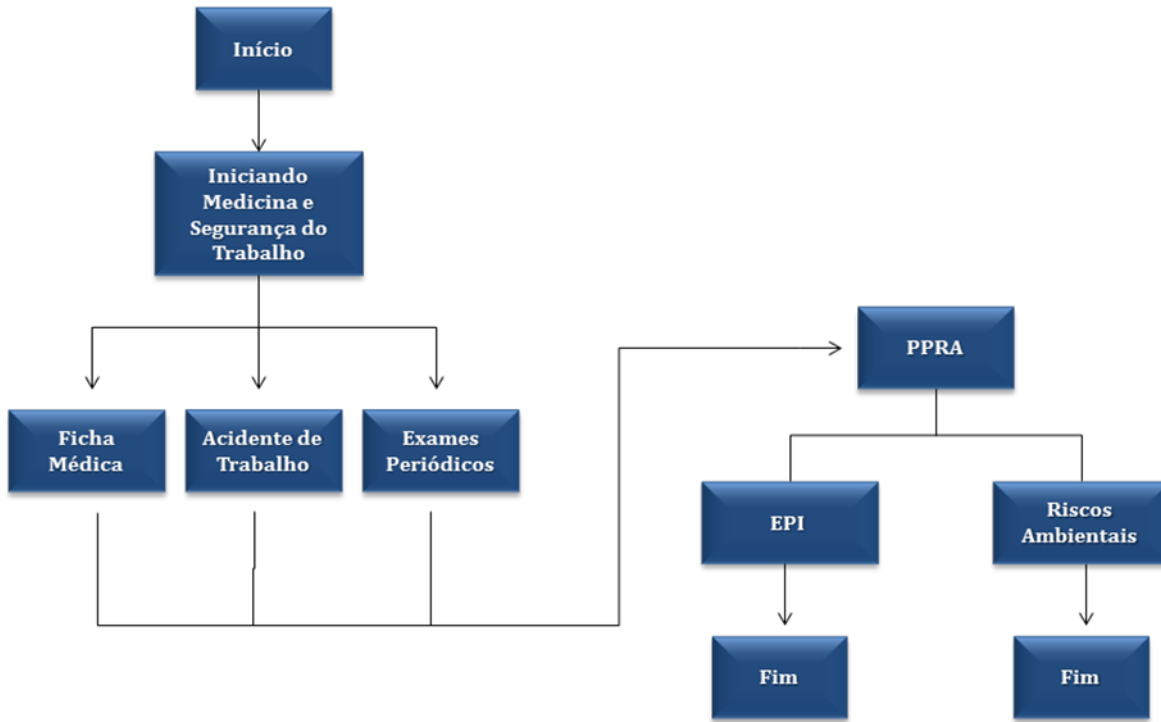 Início
Iniciando
Medicina e
Segurança do
Trabalho
Ficha
Médica
Acidente de
Trabalho
Exames
Periódicos
PPRA
EPI
Riscos
Ambientais
Fim
Fim